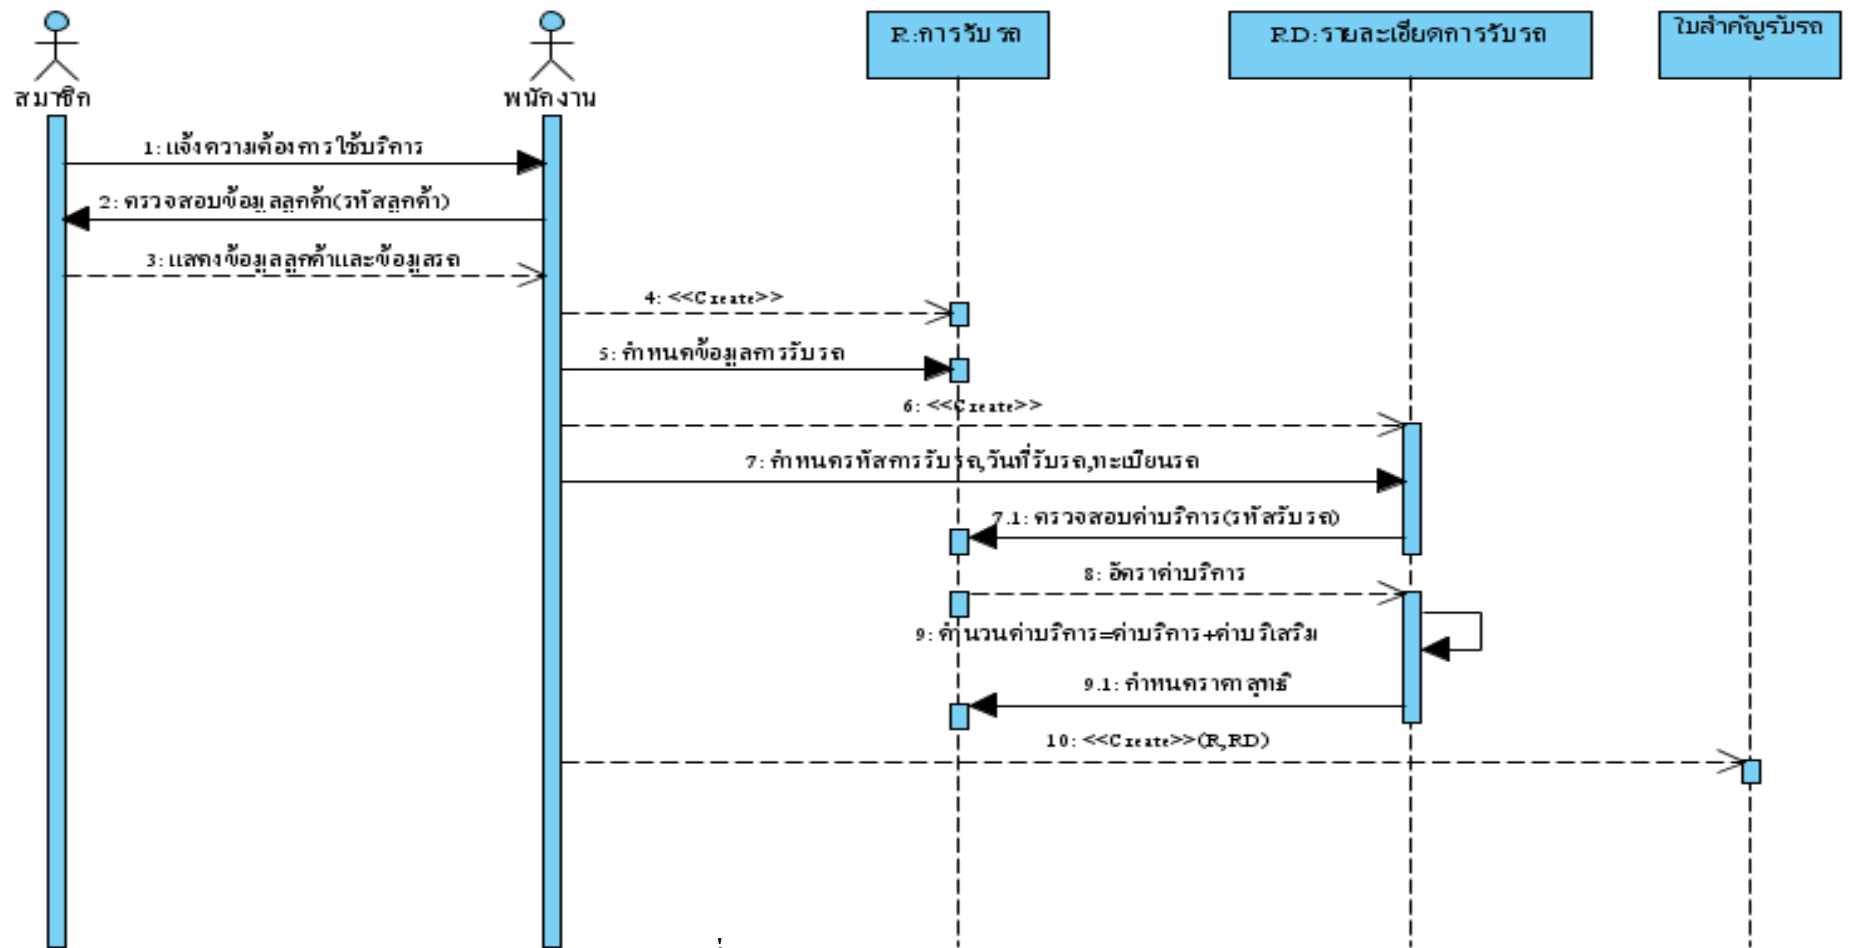 สมาชิก
พนักงาน
R:การรับรถ
RD:รายละเอียดการรับรถ
ใบสำคัญรับรถ
1: แจ้งความต้องการใช้บริการ
2: ตรวจสอบข้อมูลลูกค้า(รหัสลูกค้า)
3: แสดงข้อมูลลูกค้าและข้อมูลรถ
4: <<Create>>
5: กำหนดข้อมูลการรับรถ
6: <<Create>>
7: กำหนดรหัสการรับรถ,วันที่รับรถ,ทะเบียนรถ
7.1: ตรวจสอบค่าบริการ(รหัสรับรถ)
8: อัตราค่าบริการ
9: คำนวนค่าบริการ=ค่าบริการ+ค่าบริเสริม
9.1: กำหนดราคาสุทธิ
10: <<Create>>(R,RD)